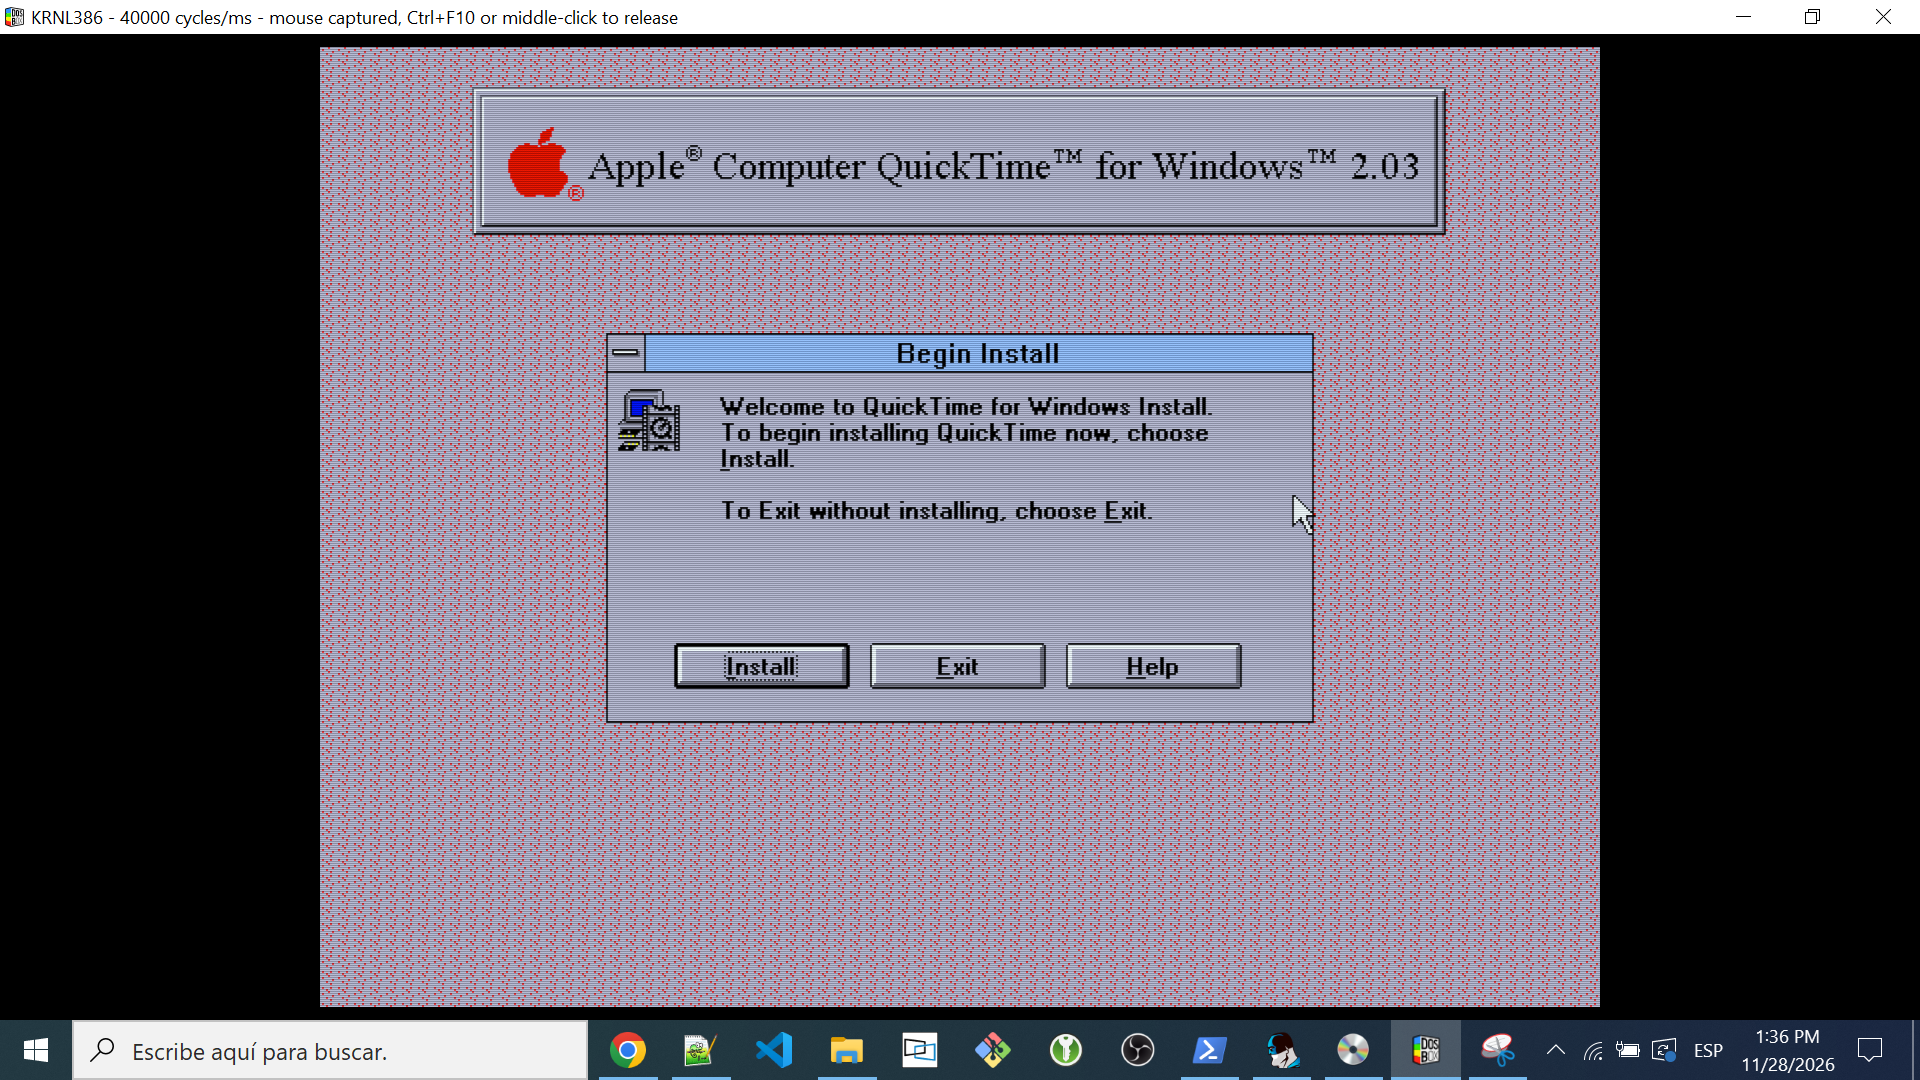 KRNL386 - 40000 cycles/ms - mouse captured, Ctrl+F10 or middle-click to release
Apple® Computer QuickTime™ for Windows™ 2.03
®
Begin Install
Welcome to QuickTime for Windows Install.
To begin installing QuickTime now, choose
Install.
To Exit without installing, choose Exit.
Install
Exit
Help
Escribe aquí para buscar.
DOS
BOX
ESP
1:36 PM
11/28/2026